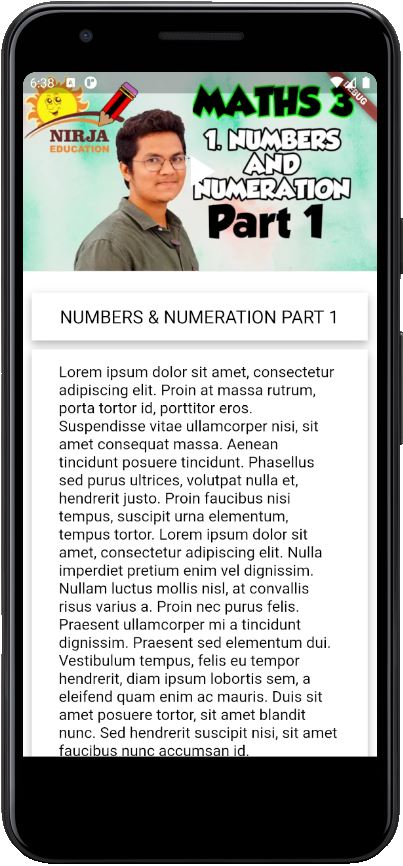 6:38
DEBUG
NIRJA
EDUCATION
MATHS 3
1. NUMBERS
AND
NUMERATION
Part 1
NUMBERS & NUMERATION PART 1
Lorem ipsum dolor sit amet, consectetur
adipiscing elit. Proin at massa rutrum,
porta tortor id, porttitor eros.
Suspendisse vitae ullamcorper nisi, sit
amet consequat massa. Aenean
tincidunt posuere tincidunt. Phasellus
sed purus ultrices, volutpat nulla et,
hendrerit justo. Proin faucibus nisi
tempus, suscipit urna elementum,
tempus tortor. Lorem ipsum dolor sit
amet, consectetur adipiscing elit. Nulla
imperdiet pretium enim vel dignissim.
Nullam luctus mollis nisl, at convallis
risus varius a. Proin nec purus felis.
Praesent ullamcorper mi a tincidunt
dignissim. Praesent sed elementum dui.
Vestibulum tempus, felis eu tempor
hendrerit, diam ipsum lobortis sem, a
eleifend quam enim ac mauris. Duis sit
amet posuere tortor, sit amet blandit
nunc. Sed hendrerit suscipit nisi, sit amet
faucibus nunc accumsan id.